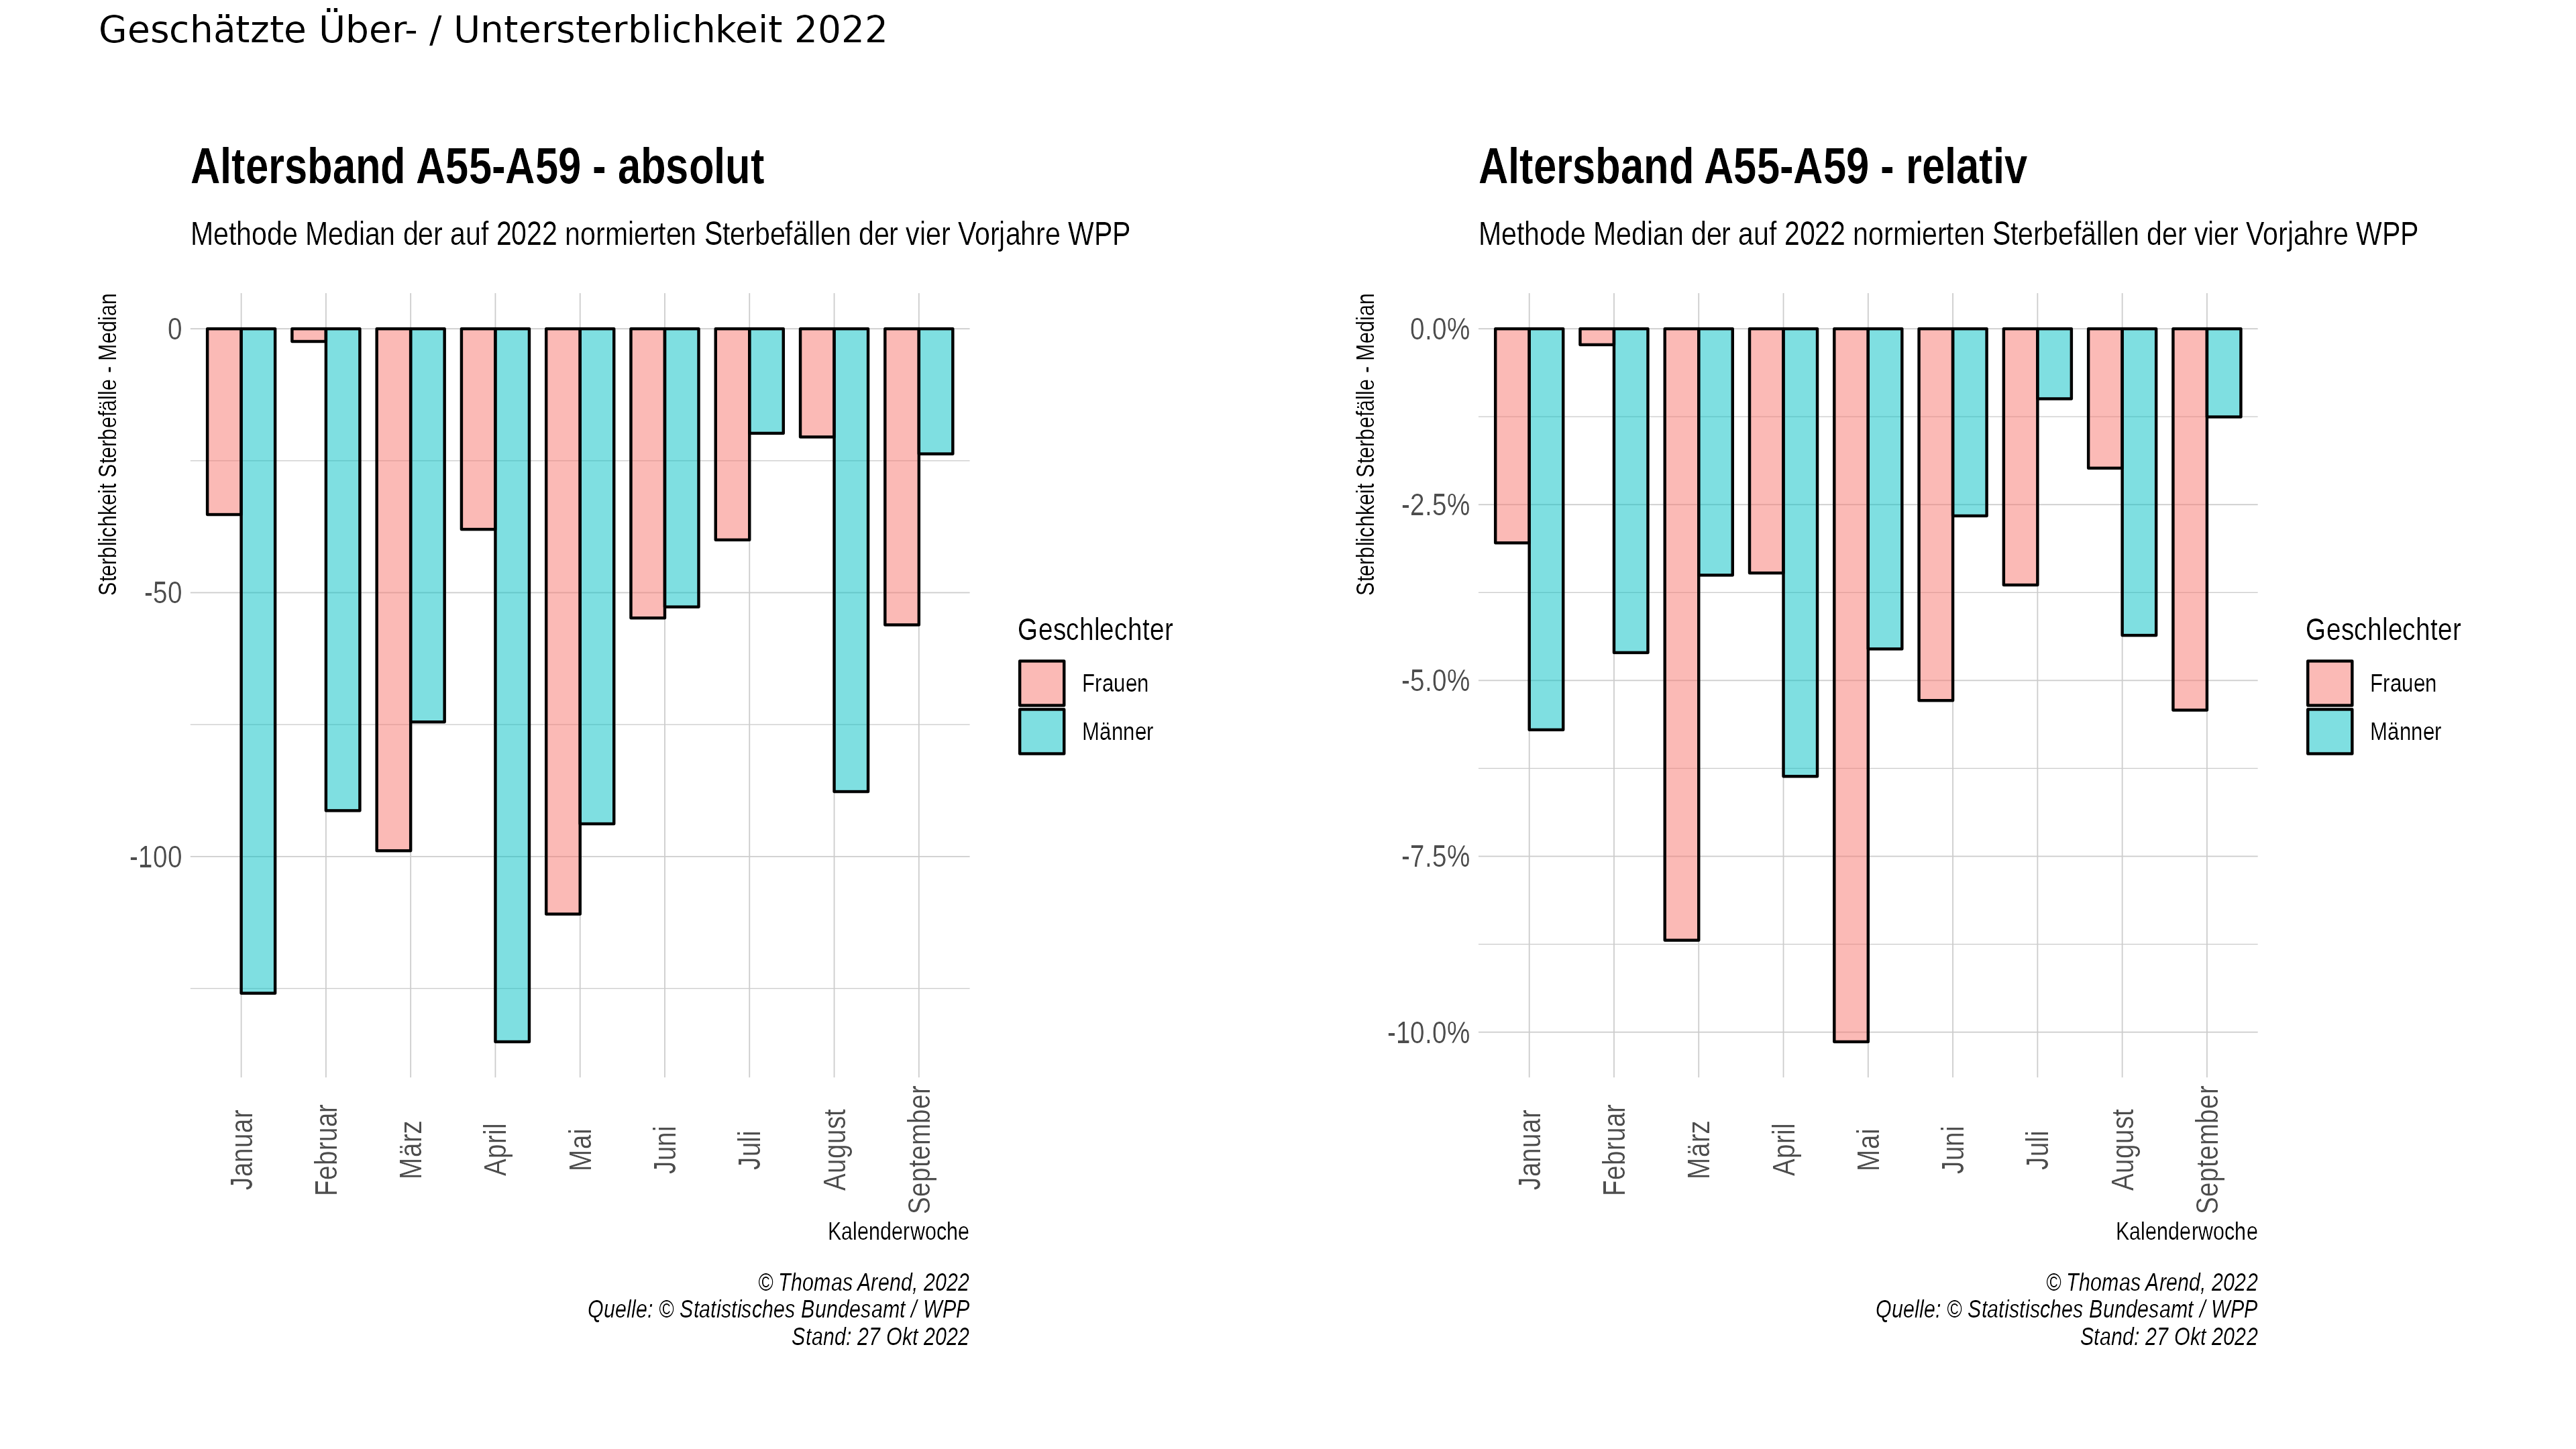 Geschätzte Über- / Untersterblichkeit 2022
Altersband A55-A59 - absolut
Methode Median der auf 2022 normierten Sterbefällen der vier Vorjahre WPP
Sterblichkeit Sterbefälle - Median
0
-50
-100
Januar
Februar
März
April
Mai
Juni
Juli
August
September
Kalenderwoche
Geschlechter
Frauen
Männer
© Thomas Arend, 2022
Quelle: © Statistisches Bundesamt / WPP
Stand: 27 Okt 2022
Altersband A55-A59 - relativ
Methode Median der auf 2022 normierten Sterbefällen der vier Vorjahre WPP
Sterblichkeit Sterbefälle - Median
0.0%
-2.5%
-5.0%
-7.5%
-10.0%
Januar
Februar
März
April
Mai
Juni
Juli
August
September
Kalenderwoche
Geschlechter
Frauen
Männer
© Thomas Arend, 2022
Quelle: © Statistisches Bundesamt / WPP
Stand: 27 Okt 2022